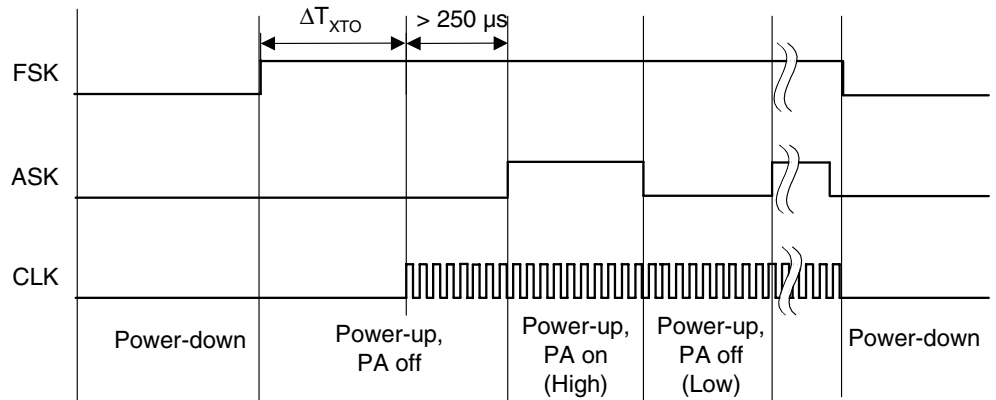 ΔT_XTO
> 250 µs
FSK
ASK
CLK
Power-down
Power-up,
PA off
Power-up,
PA on
(High)
Power-up,
PA off
(Low)
Power-down